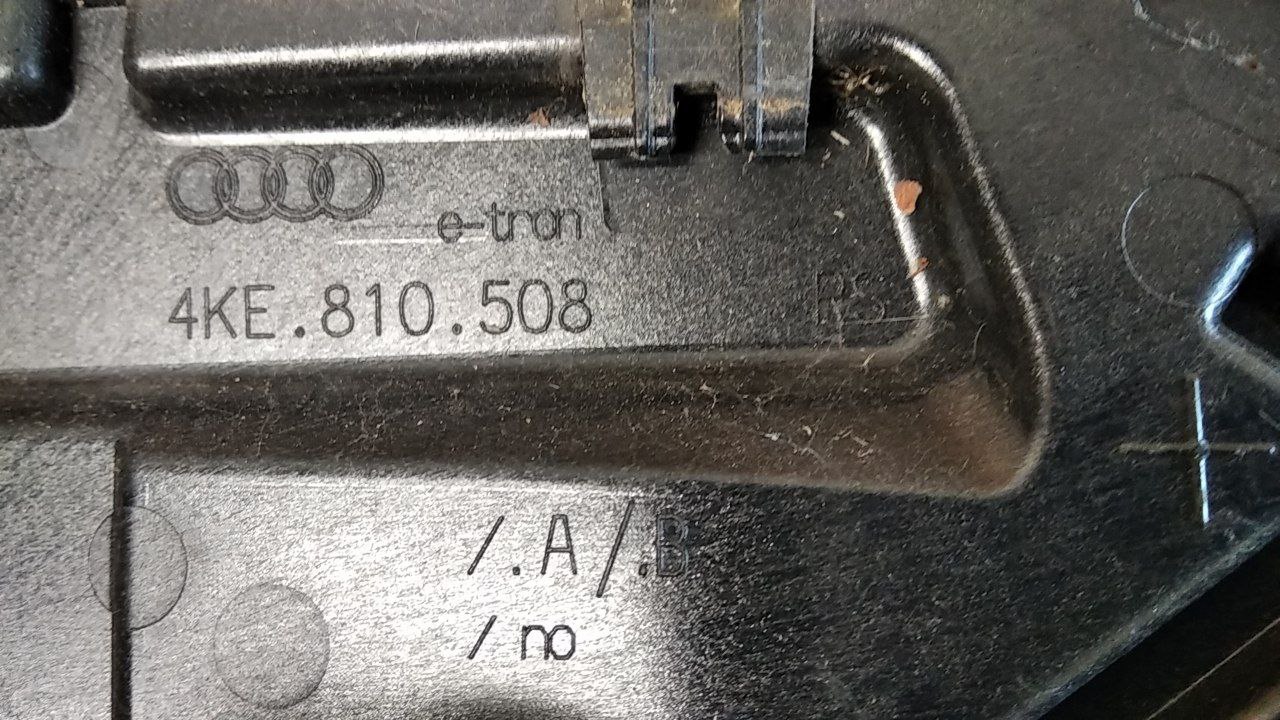 e-tron
4KE.810.508
RS
/.A/.B
/ no